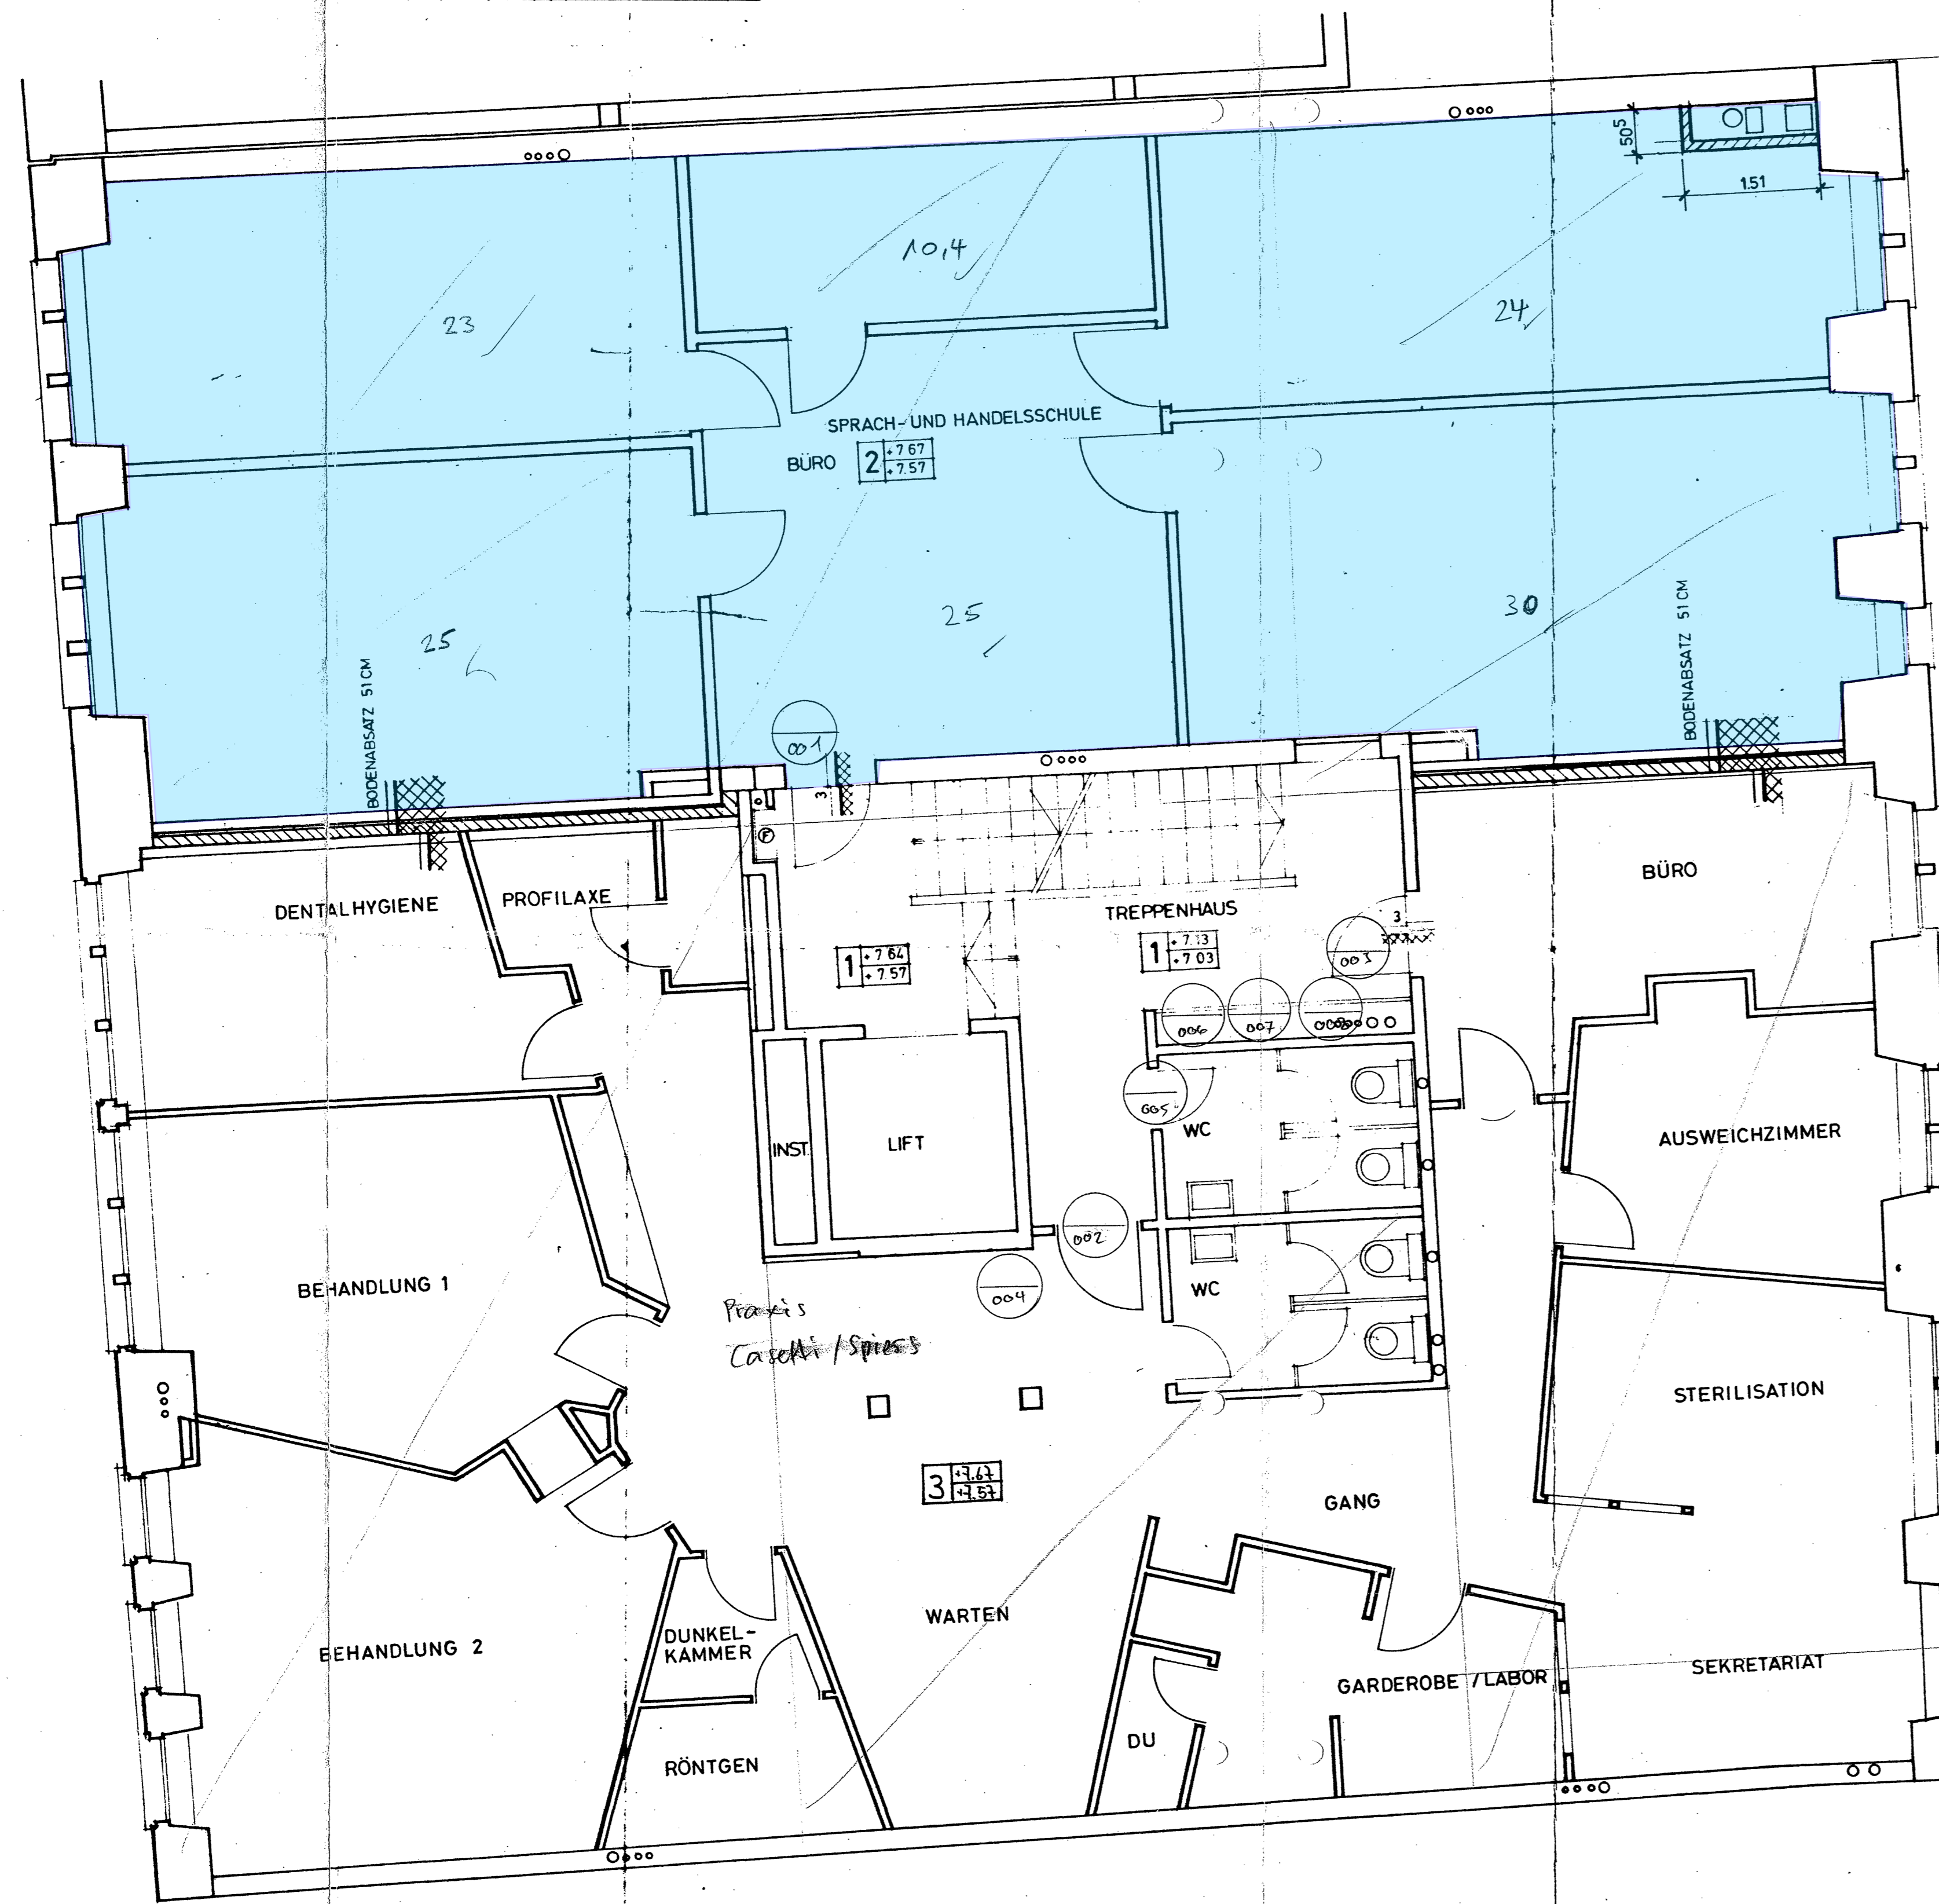 50⁵
1.51
10,4
23
24
SPRACH- UND HANDELSSCHULE
BÜRO 2 +7.67
+7.57
25
25
30
BODENABSATZ 51 CM
BODENABSATZ 51 CM
001
3
F
DENTALHYGIENE
PROFILAXE
TREPPENHAUS
BÜRO
3
1 +7.64
+7.57
1 +7.13
+7.03
003
006
007
005
INST.
LIFT
WC
AUSWEICHZIMMER
002
004
WC
BEHANDLUNG 1
Praxis
Casetti / Spiess
STERILISATION
3 +7.67
+7.57
GANG
WARTEN
DUNKEL-
KAMMER
BEHANDLUNG 2
GARDEROBE / LABOR
SEKRETARIAT
DU
RÖNTGEN